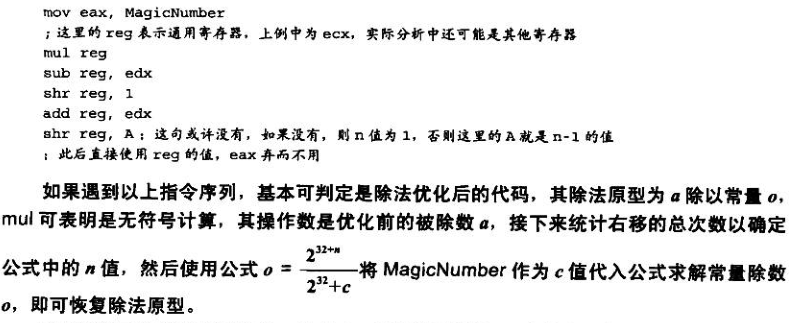 mov eax, MagicNumber
; 这里的 reg 表示通用寄存器，上例中为 ecx，实际分析中还可能是其他寄存器
mul reg
sub reg, edx
shr reg, 1
add reg, edx
shr reg, A ; 这句或许没有，如果没有，则 n 值为 1，否则这里的 A 就是 n-1 的值
; 此后直接使用 reg 的值，eax 弃而不用
如果遇到以上指令序列，基本可判定是除法优化后的代码，其除法原型为 a 除以常量 o，
mul 可表明是无符号计算，其操作数是优化前的被除数 a，接下来统计右移的总次数以确定
公式中的 n 值，然后使用公式 o = 2^{32+n} / (2^{32}+c) 将 MagicNumber 作为 c 值代入公式求解常量除数
o，即可恢复除法原型。